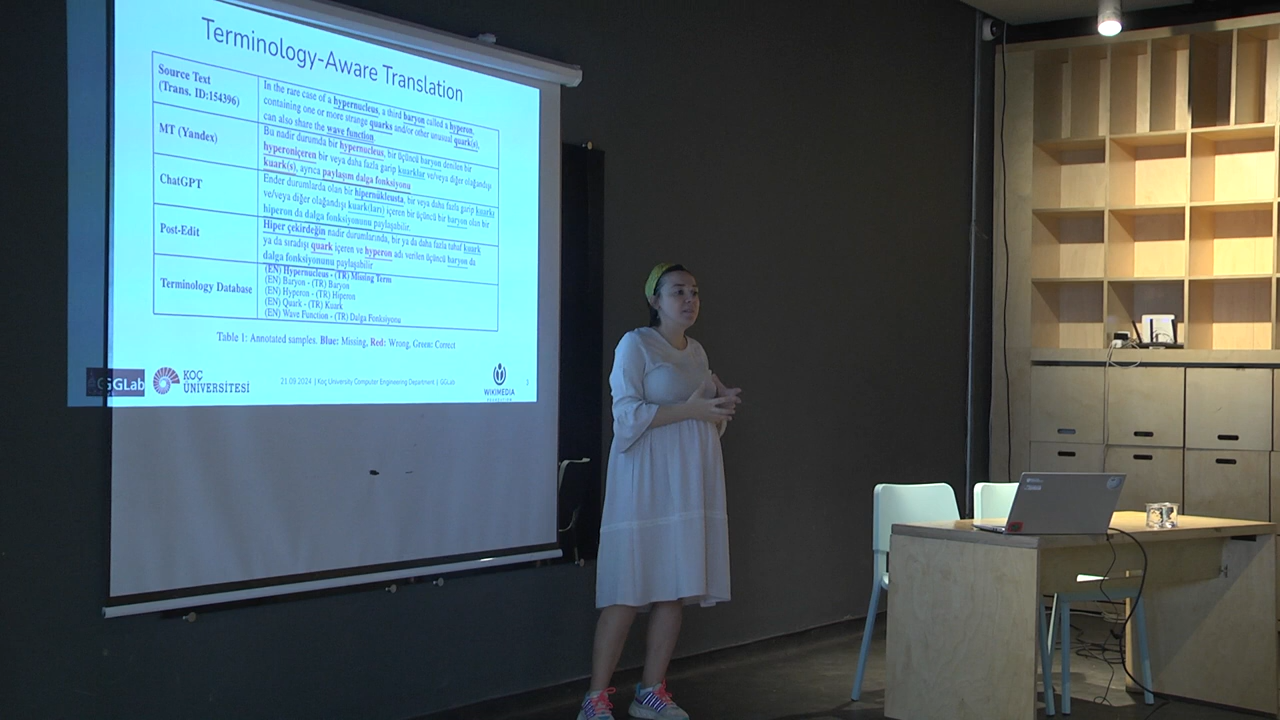 Terminology-Aware Translation
Source Text
(Trans. ID:154396)
In the rare case of a hypernucleus, a third baryon called a hyperon,
containing one or more strange quarks and/or other unusual quark(s),
can also share the wave function
MT (Yandex)
Bu nadir durumda bir hypernucleus, bir üçüncü baryon denilen bir
hyperoniçeren bir veya daha fazla garip kuarklar ve/veya diğer olağandışı
kuark(s), ayrıca paylaşım dalga fonksiyonu
ChatGPT
Ender durumlarda olan bir hipernükleusta, bir veya daha fazla garip kuarks
ve/veya diğer olağandışı kuark(ları) içeren bir üçüncü bir baryon olan bir
hiperon da dalga fonksiyonunu paylaşabilir.
Post-Edit
Hiper çekirdeğin nadir durumlarında, bir ya da daha fazla tuhaf kuark
ya da sıradışı quark içeren ve hyperon adı verilen üçüncü baryon da
dalga fonksiyonunu paylaşabilir
Terminology Database
(EN) Hypernucleus - (TR) Missing Term
(EN) Baryon - (TR) Baryon
(EN) Hyperon - (TR) Hiperon
(EN) Quark - (TR) Kuark
(EN) Wave Function - (TR) Dalga Fonksiyonu
Table 1: Annotated samples. Blue: Missing, Red: Wrong, Green: Correct
GGLab
KOÇ
ÜNİVERSİTESİ
21.09.2024 | Koç University Computer Engineering Department | GGLab
WIKIMEDIA
FOUNDATION
3